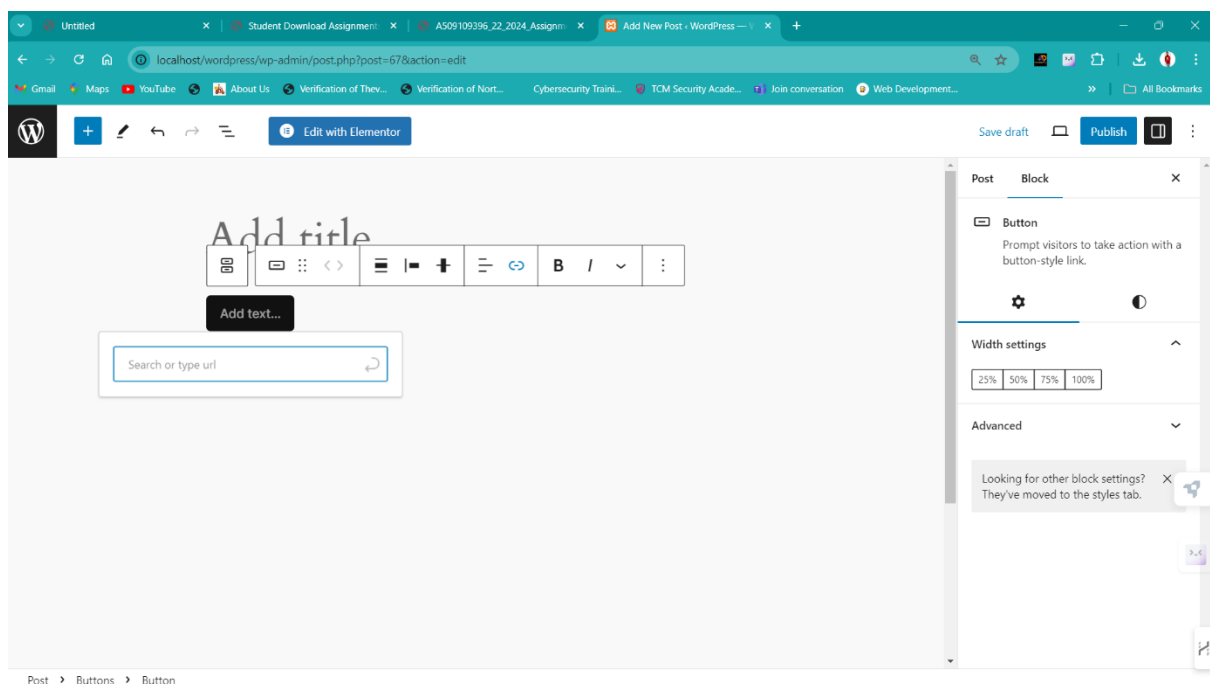 Untitled
Student Download Assignment
A509109396_22_2024_Assignm
Add New Post ‹ WordPress —
localhost/wordpress/wp-admin/post.php?post=67&action=edit
Gmail
Maps
YouTube
About Us
Verification of Thev...
Verification of Nort...
Cybersecurity Traini...
TCM Security Acade...
Join conversation
Web Development...
»
All Bookmarks
Edit with Elementor
Save draft
Publish
Post
Block
Add title
Button
Prompt visitors to take action with a
button-style link.
B I
Add text...
Search or type url
Width settings
25% 50% 75% 100%
Advanced
Looking for other block settings?
They've moved to the styles tab.
Post > Buttons > Button